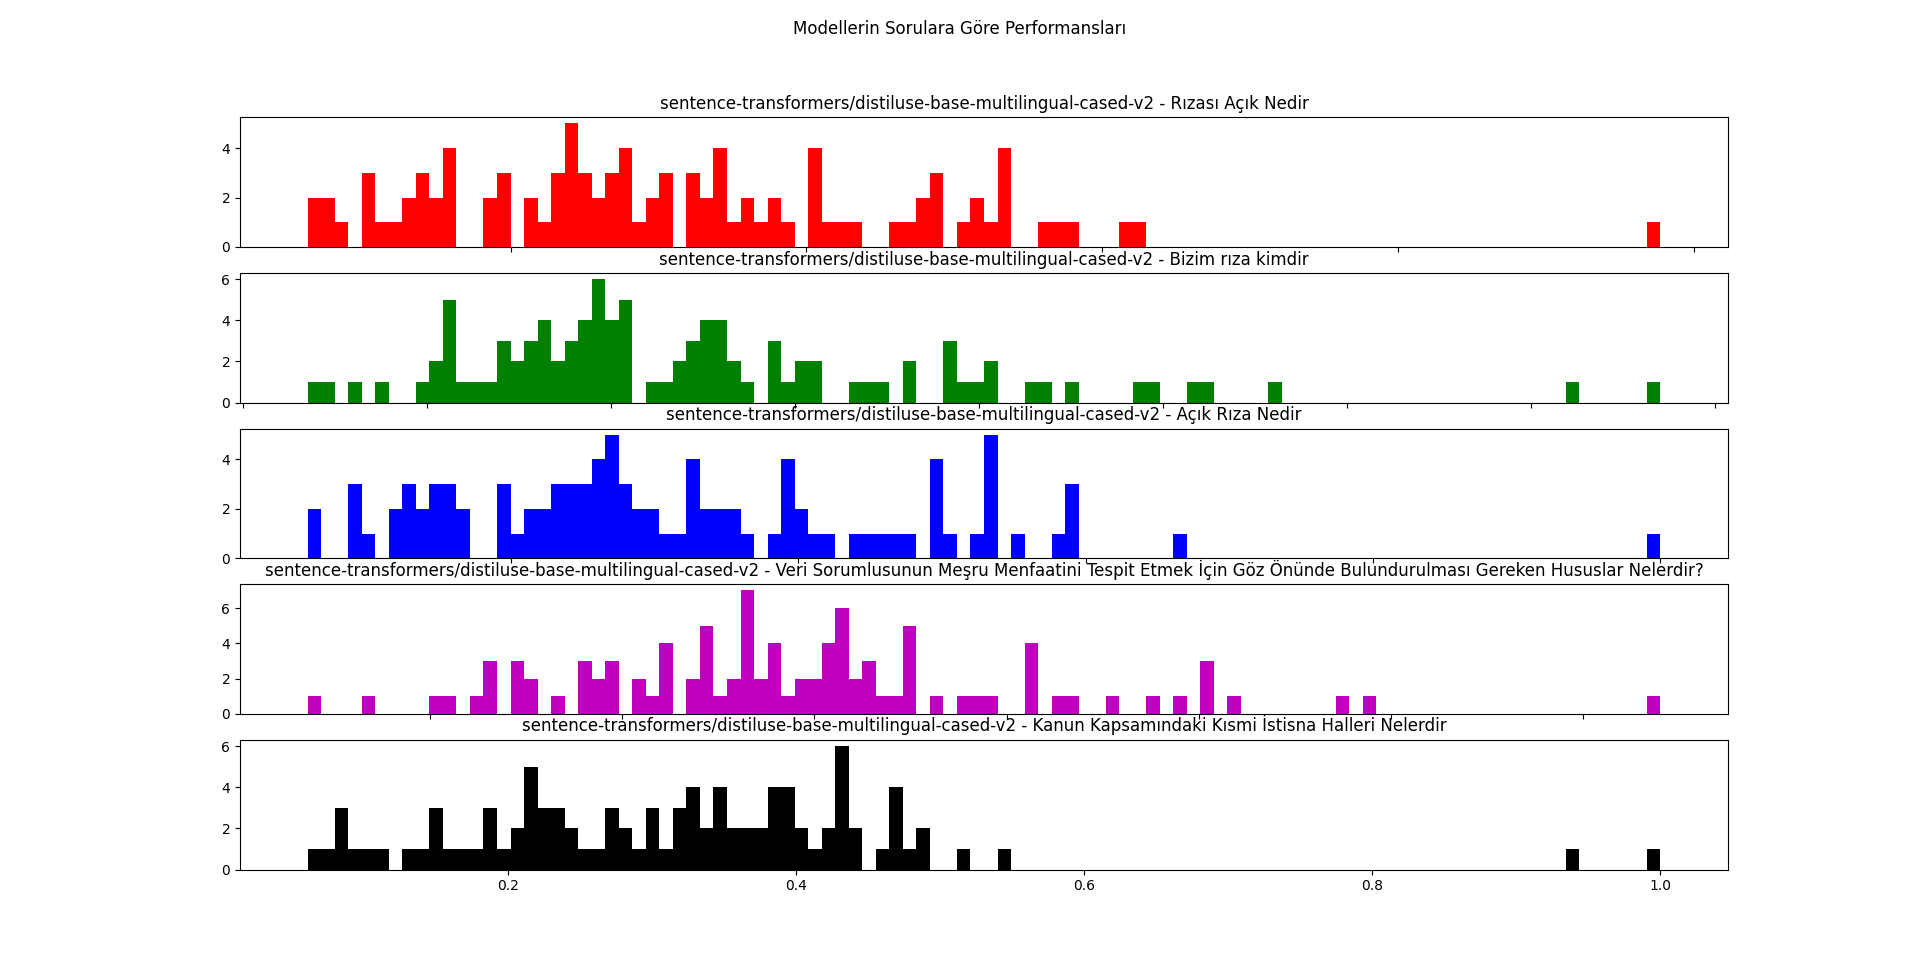 Modellerin Sorulara Göre Performansları
sentence-transformers/distiluse-base-multilingual-cased-v2 - Rızası Açık Nedir
4
2
0
sentence-transformers/distiluse-base-multilingual-cased-v2 - Bizim rıza kimdir
6
4
2
0
sentence-transformers/distiluse-base-multilingual-cased-v2 - Açık Rıza Nedir
4
2
0
sentence-transformers/distiluse-base-multilingual-cased-v2 - Veri Sorumlusunun Meşru Menfaatini Tespit Etmek İçin Göz Önünde Bulundurulması Gereken Hususlar Nelerdir?
6
4
2
0
sentence-transformers/distiluse-base-multilingual-cased-v2 - Kanun Kapsamındaki Kısmi İstisna Halleri Nelerdir
6
4
2
0
0.2 0.4 0.6 0.8 1.0